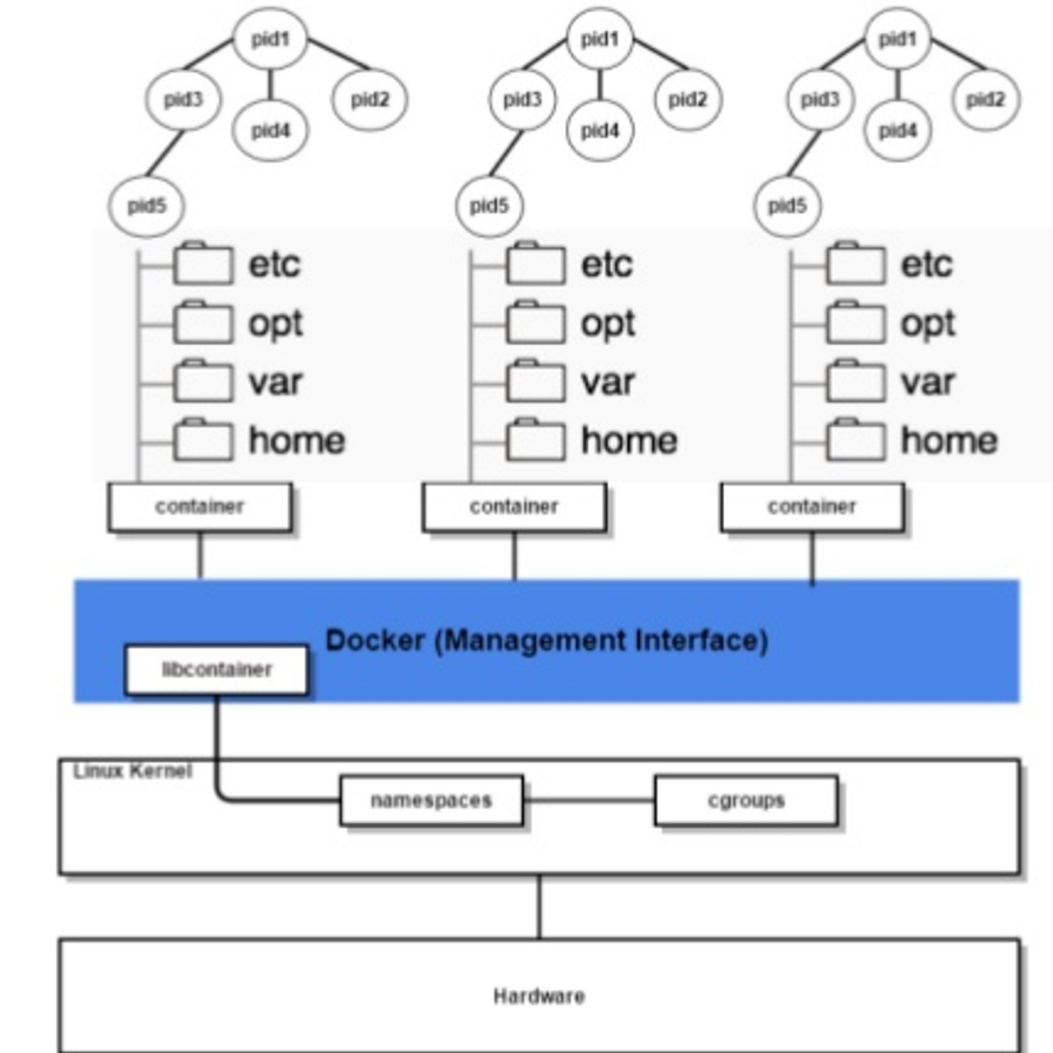 pid1 pid1 pid1
pid3 pid2 pid3 pid2 pid3 pid2
pid4 pid4 pid4
pid5 pid5 pid5
etc etc etc
opt opt opt
var var var
home home home
container container container
Docker (Management Interface)
libcontainer
Linux Kernel
namespaces cgroups
Hardware